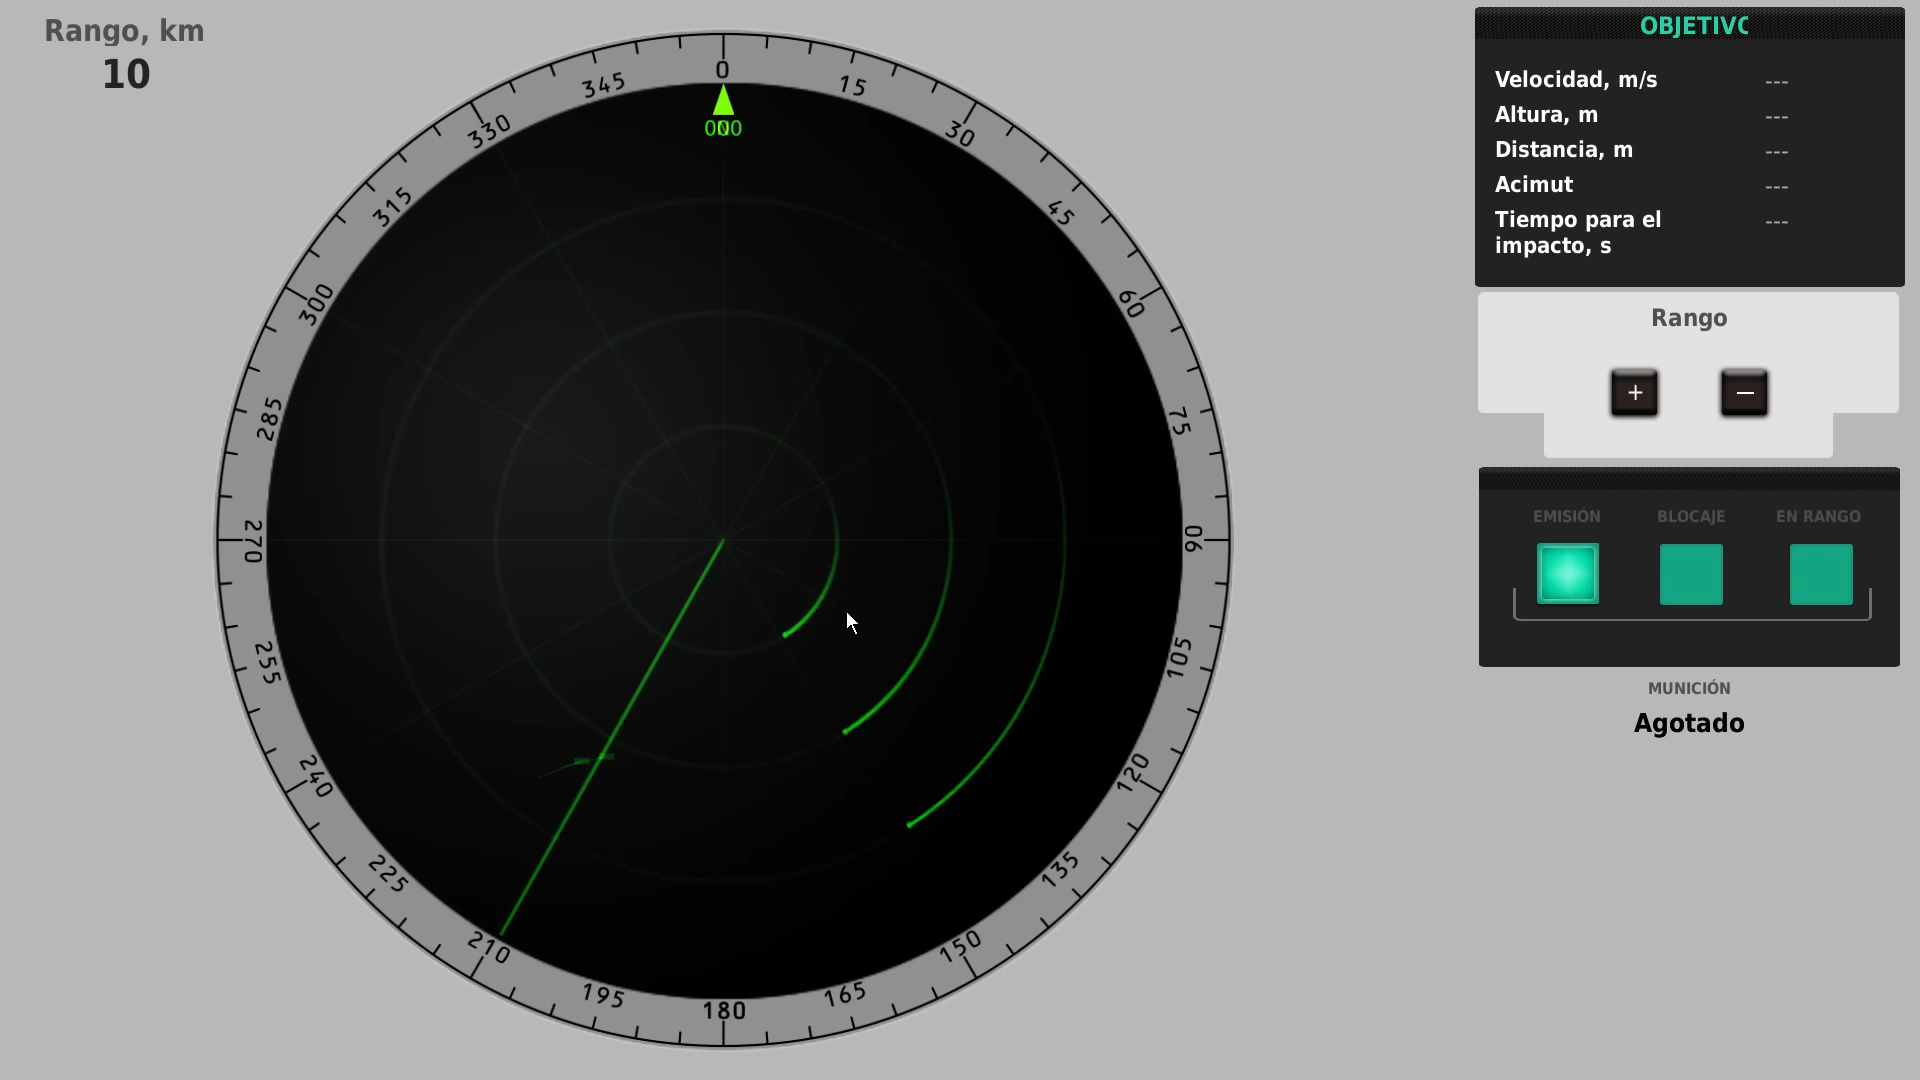 Rango, km
10
0
15
30
45
60
75
90
105
120
135
150
165
180
195
210
225
240
255
270
285
300
315
330
345
OBJETIVO
Velocidad, m/s ---
Altura, m ---
Distancia, m ---
Acimut ---
Tiempo para el ---
impacto, s
Rango
+ −
EMISIÓN BLOCAJE EN RANGO
MUNICIÓN
Agotado